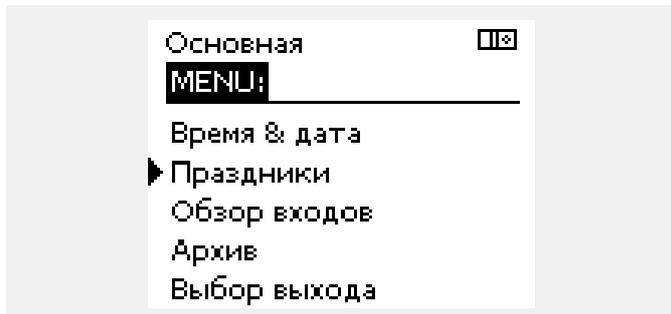 Основная
MENU:
Время & дата
Праздники
Обзор входов
Архив
Выбор выхода